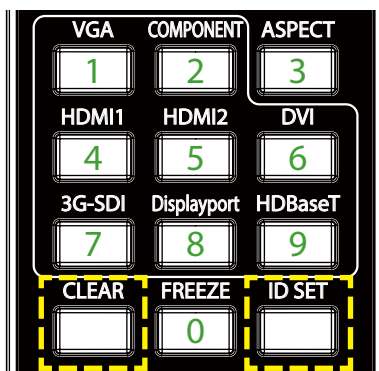 VGA COMPONENT ASPECT
1 2 3
HDMI1 HDMI2 DVI
4 5 6
3G-SDI Displayport HDBaseT
7 8 9
CLEAR FREEZE ID SET
0